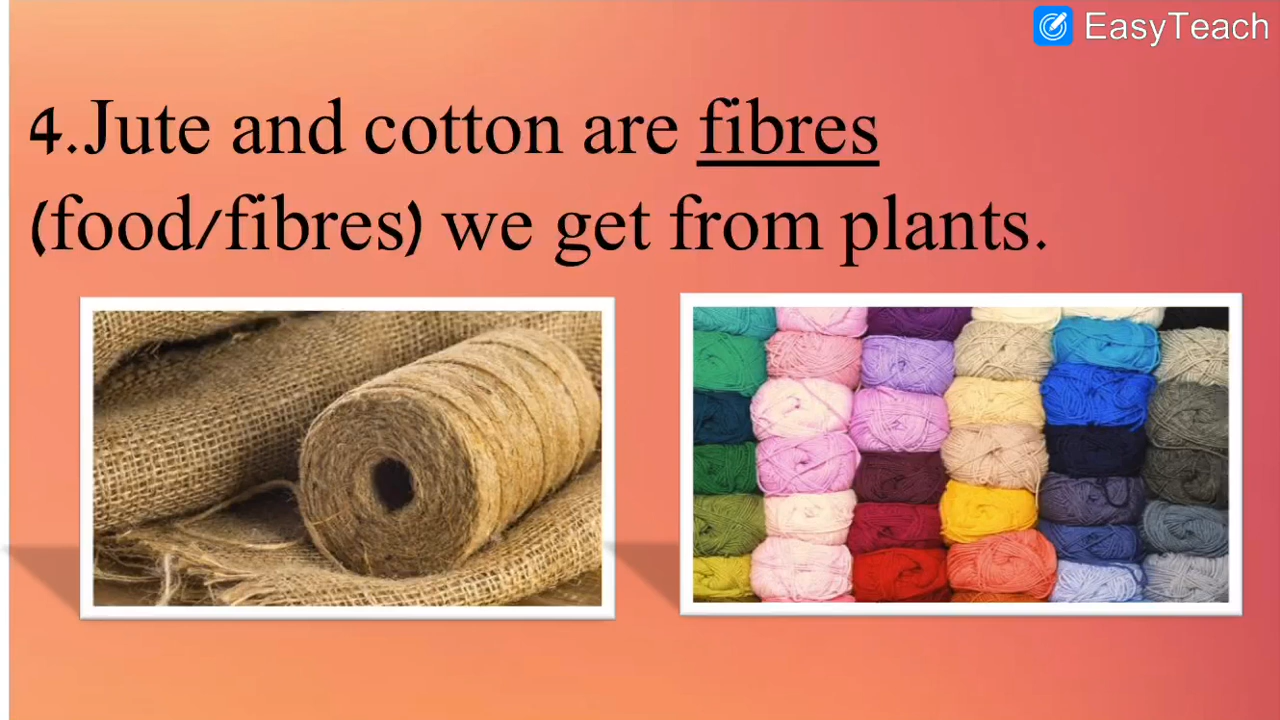 EasyTeach
4.Jute and cotton are fibres
(food/fibres) we get from plants.